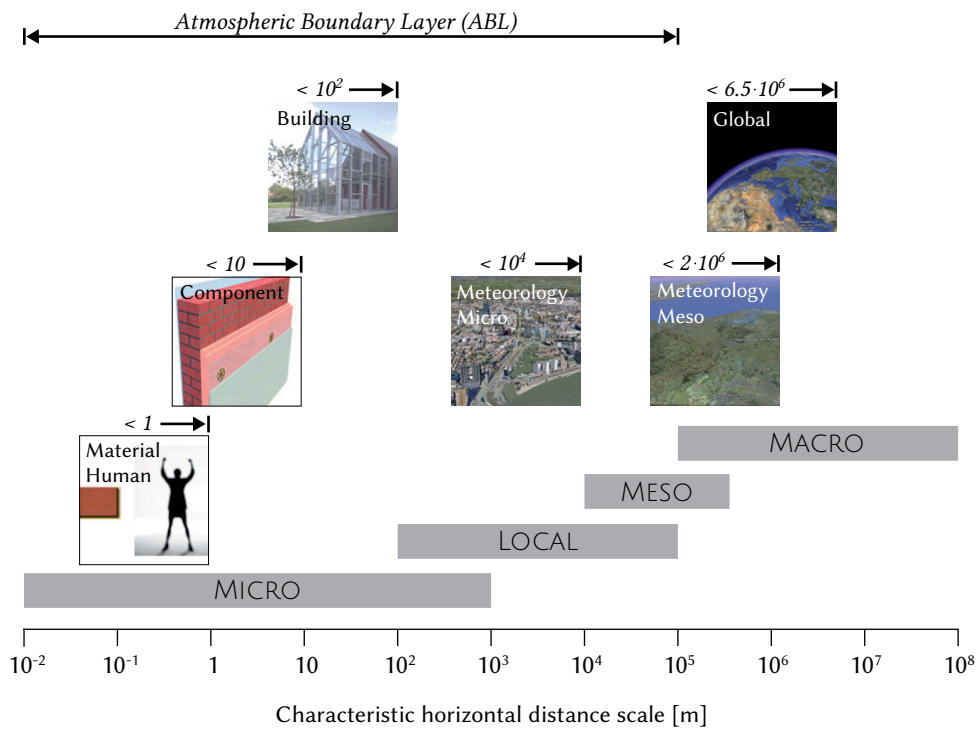 Atmospheric Boundary Layer (ABL)
< 10²
Building
< 6.5·10⁶
Global
< 10
Component
< 10⁴
Meteorology
Micro
< 2·10⁶
Meteorology
Meso
< 1
Material
Human
MACRO
MESO
LOCAL
MICRO
10⁻² 10⁻¹ 1 10 10² 10³ 10⁴ 10⁵ 10⁶ 10⁷ 10⁸
Characteristic horizontal distance scale [m]